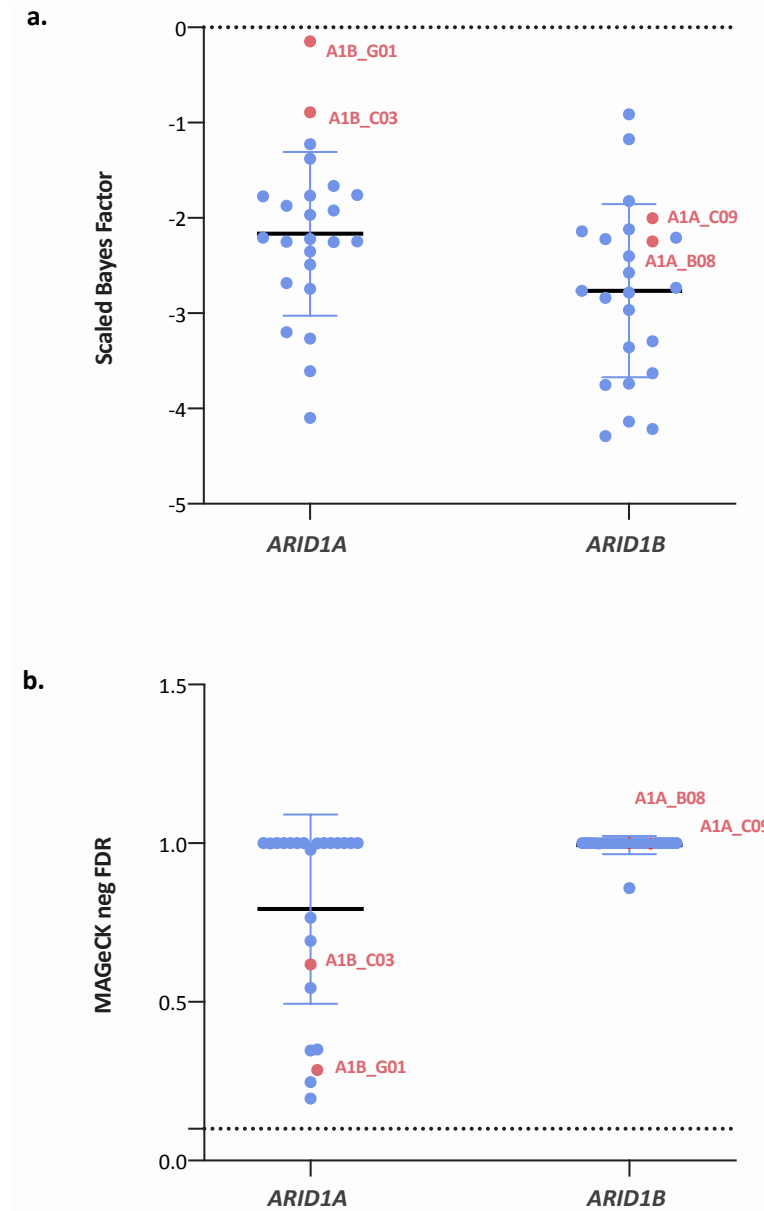 a.
0
A1B_G01
A1B_C03
-1
-2
A1A_C09
A1A_B08
-3
-4
-5
Scaled Bayes Factor
ARID1A
ARID1B
b.
1.5
A1A_B08
A1A_C09
1.0
MAGeCK neg FDR
A1B_C03
0.5
A1B_G01
0.0
ARID1A
ARID1B